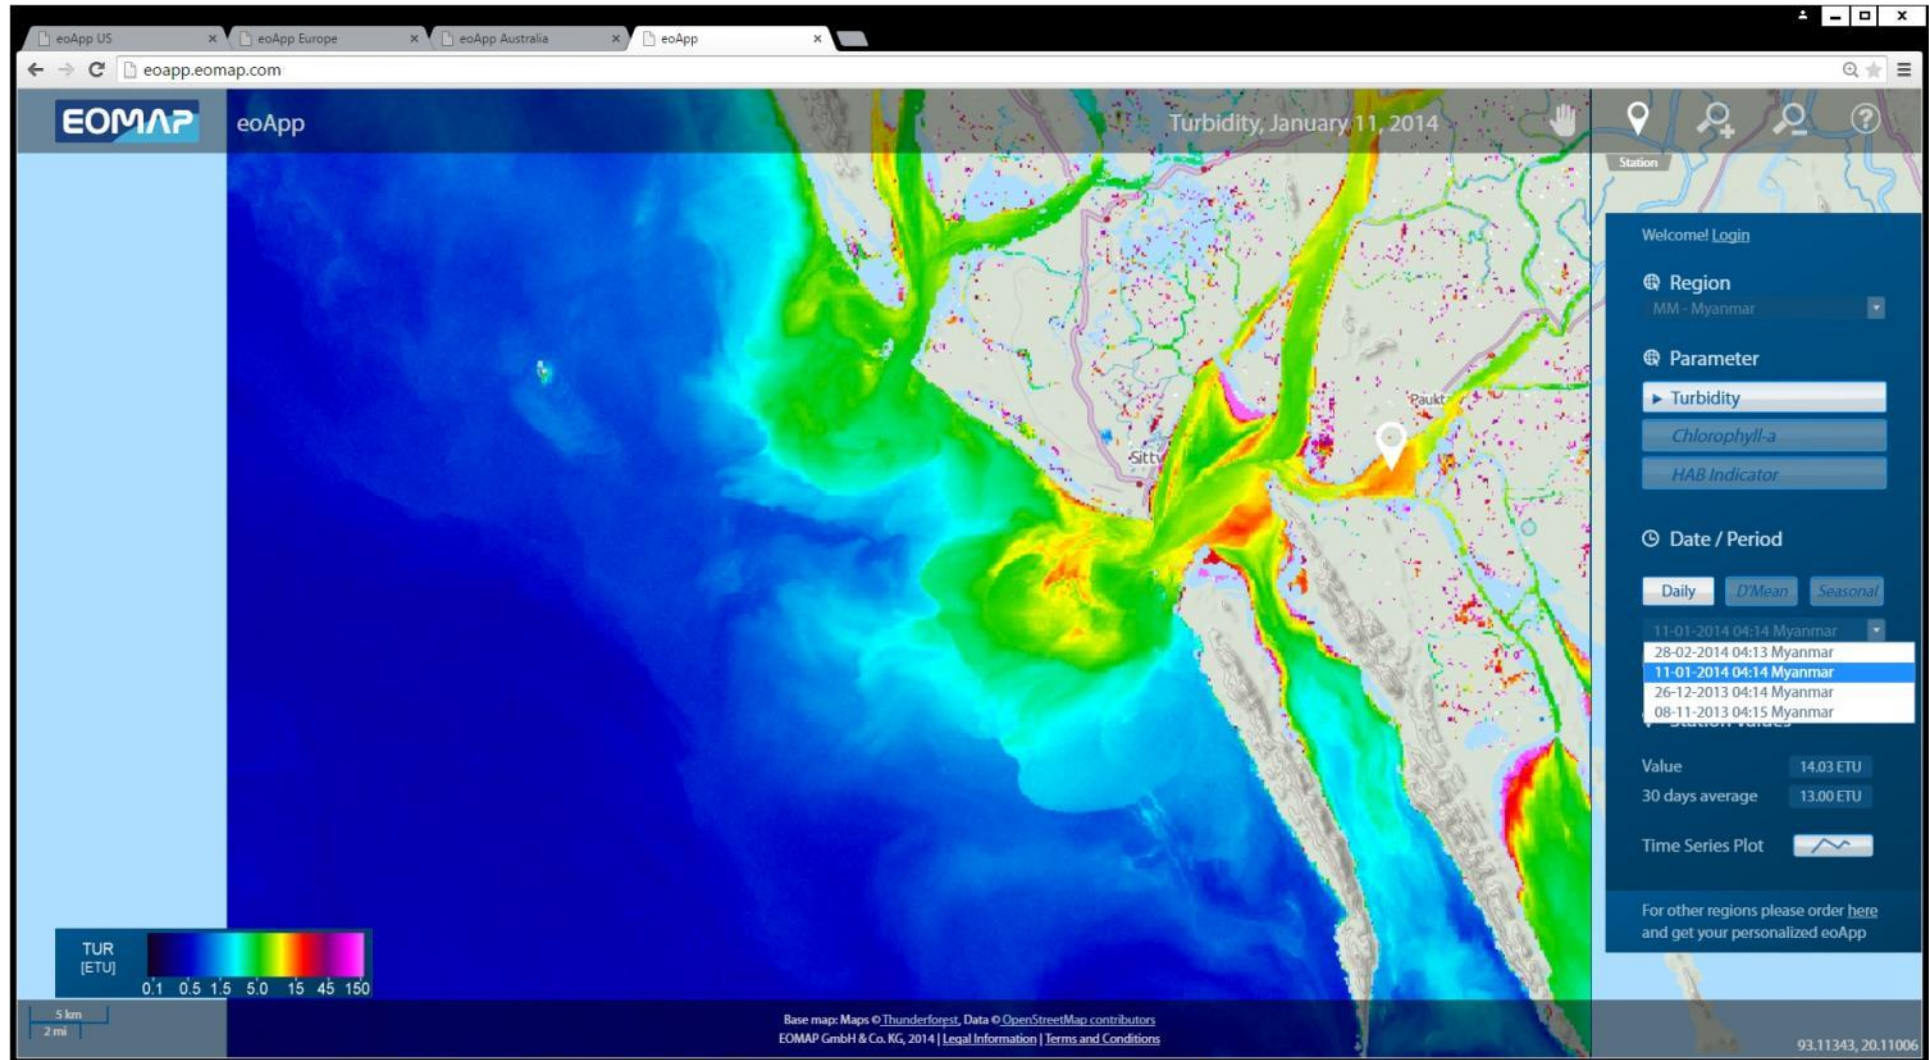 eoApp US
eoApp Europe
eoApp Australia
eoApp
eoapp.eomap.com
EOMAP
eoApp
Turbidity, January 11, 2014
Station
Welcome! Login
Region
MM - Myanmar
Parameter
Turbidity
Chlorophyll-a
HAB Indicator
Date / Period
Daily
D'Mean
Seasonal
11-01-2014 04:14 Myanmar
28-02-2014 04:13 Myanmar
11-01-2014 04:14 Myanmar
26-12-2013 04:14 Myanmar
08-11-2013 04:15 Myanmar
Station Values
Value 14.03 ETU
30 days average 13.00 ETU
Time Series Plot
For other regions please order here
and get your personalized eoApp
Paukt
Sittv
TUR
[ETU]
0.1 0.5 1.5 5.0 15 45 150
5 km
2 mi
Base map: Maps © Thunderforest, Data © OpenStreetMap contributors
EOMAP GmbH & Co. KG, 2014 | Legal Information | Terms and Conditions
93.11343, 20.11006